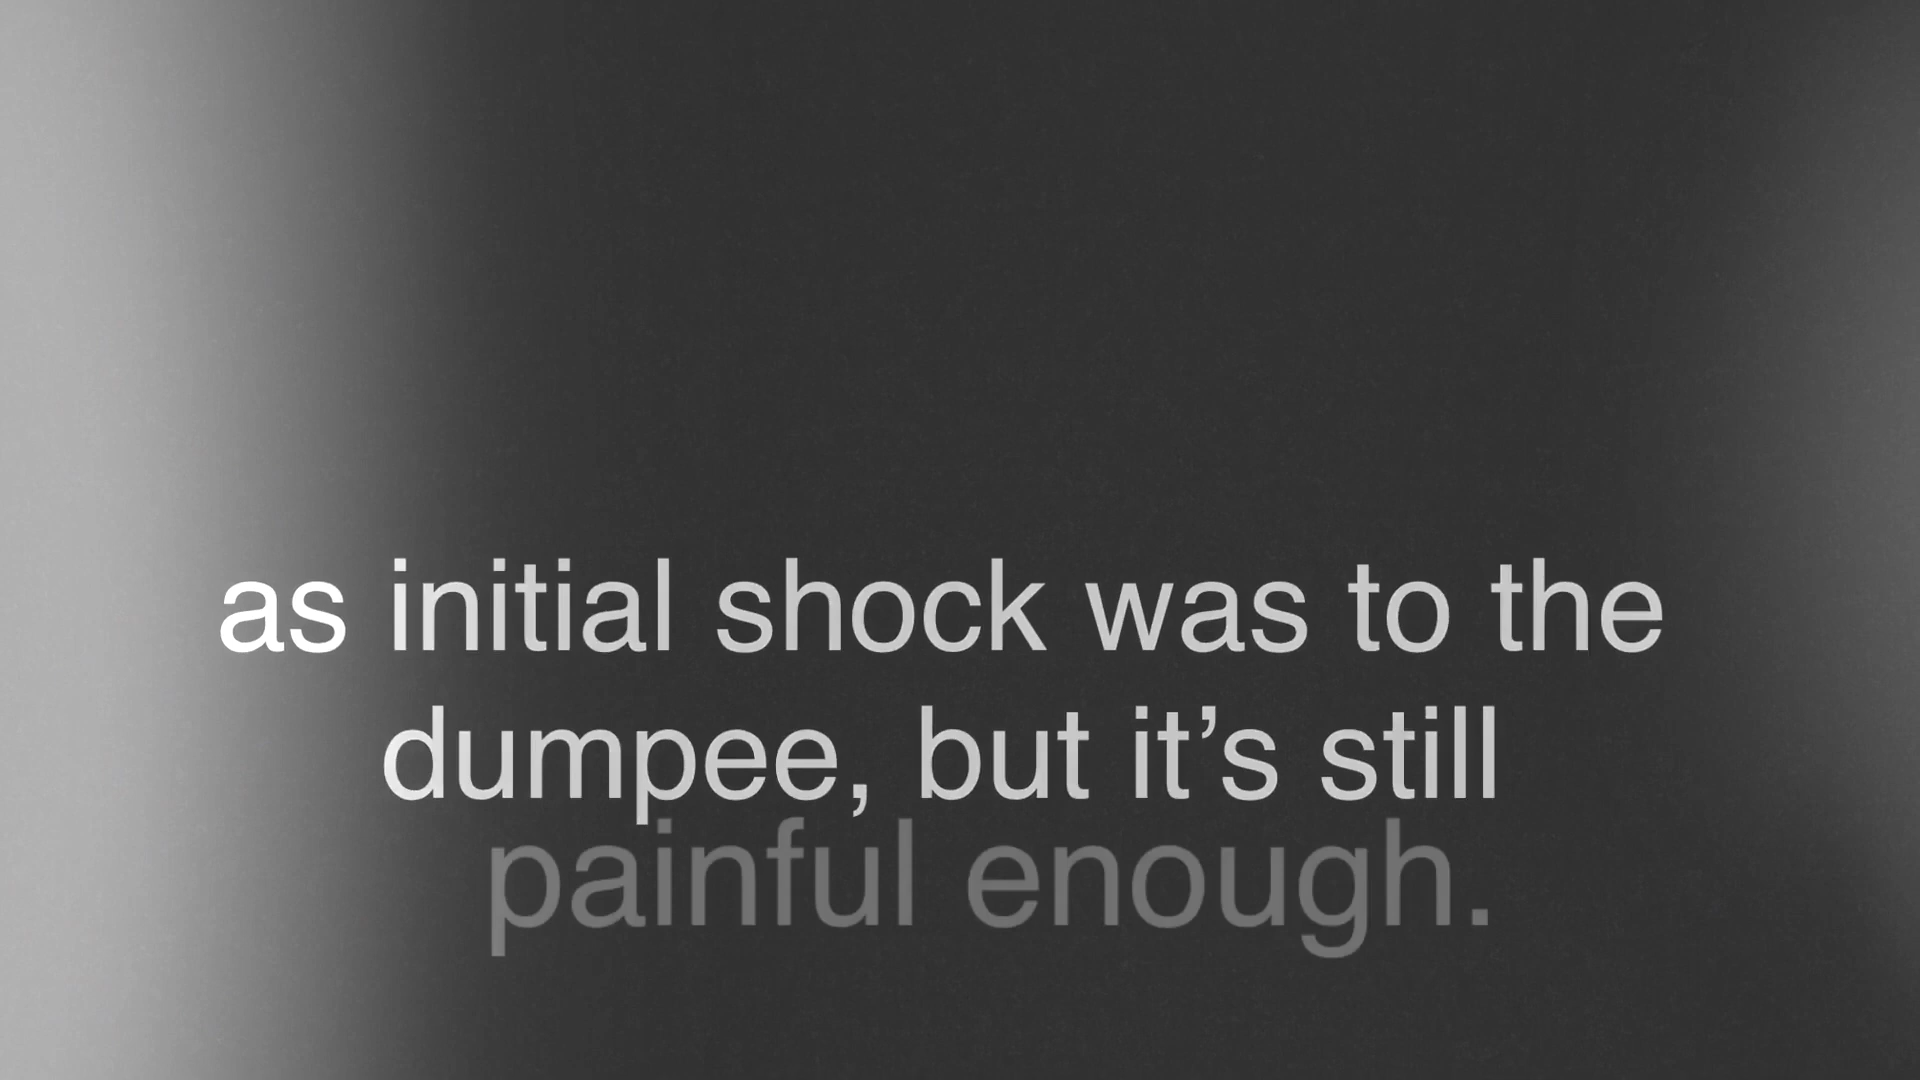 as initial shock was to the
dumpee, but it’s still
painful enough.